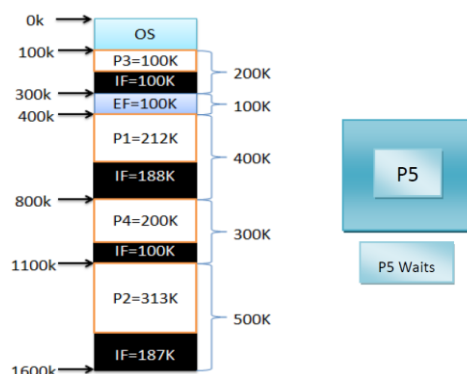 0k
OS
100k
P3=100K
200K
IF=100K
300k
EF=100K
100K
400k
P1=212K
400K
IF=188K
800k
P4=200K
300K
IF=100K
1100k
P2=313K
500K
IF=187K
1600k
P5
P5 Waits